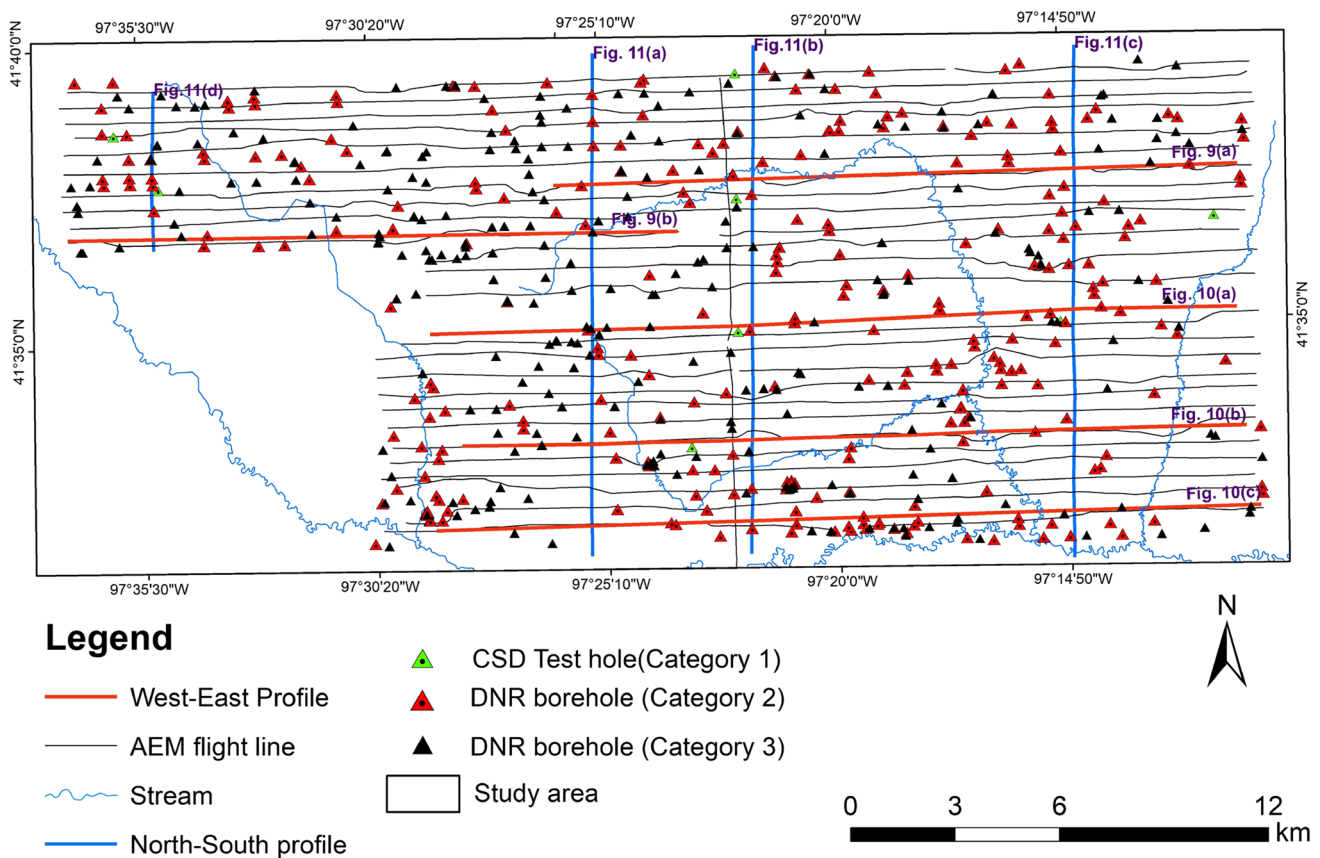 97°35'30"W 97°30'20"W 97°25'10"W 97°20'0"W 97°14'50"W
41°40'0"N
Fig. 11(a)
Fig.11(b)
Fig.11(c)
Fig.11(d)
Fig. 9(a)
Fig. 9(b)
Fig. 10(a)
41°35'0"N
41°35'0"N
Fig. 10(b)
Fig. 10(c)
97°35'30"W 97°30'20"W 97°25'10"W 97°20'0"W 97°14'50"W
Legend
West-East Profile
AEM flight line
Stream
North-South profile
CSD Test hole(Category 1)
DNR borehole (Category 2)
DNR borehole (Category 3)
Study area
N
0 3 6 12
km